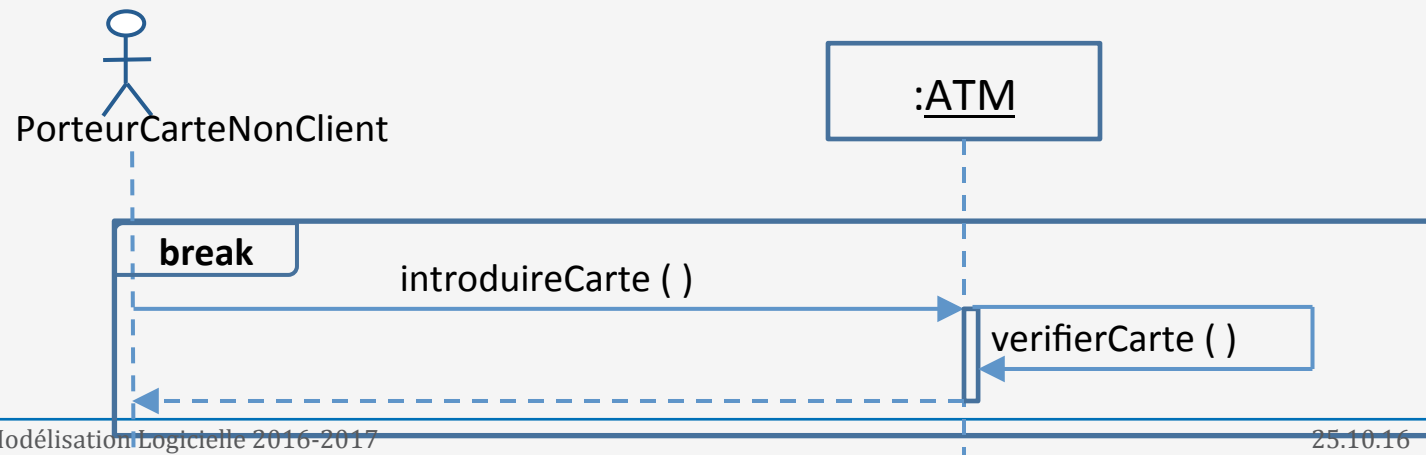 :ATM
PorteurCarteNonClient
break
introduireCarte ( )
verifierCarte ( )
Modélisation Logicielle 2016-2017
25.10.16